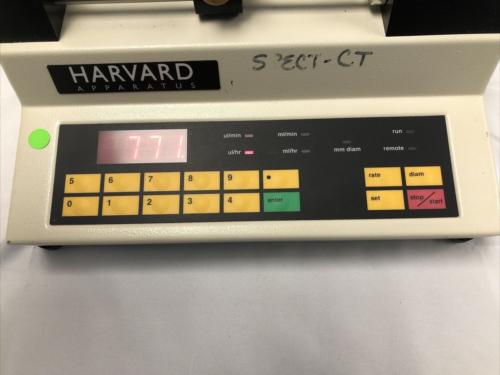 HARVARD
APPARATUS
SPECT-CT
771.
ul/min
ml/min
run
ul/hr
ml/hr
mm diam
remote
5 6 7 8 9 •
rate diam
0 1 2 3 4 enter
set stop/start